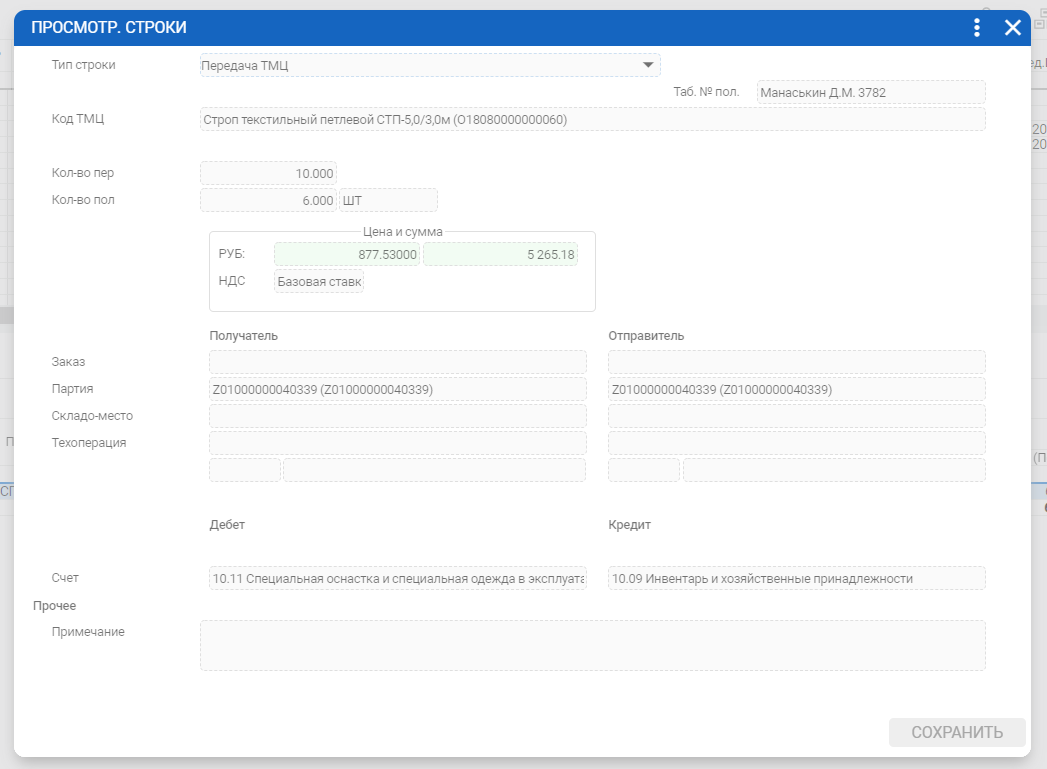 ПРОСМОТР. СТРОКИ
Тип строки
Передача ТМЦ
Таб. № пол.
Манаськин Д.М. 3782
Код ТМЦ
Строп текстильный петлевой СТП-5,0/3,0м (О18080000000060)
Кол-во пер
10.000
Кол-во пол
6.000 ШТ
Цена и сумма
РУБ: 877.53000 5 265.18
НДС Базовая ставк
Получатель Отправитель
Заказ
Партия Z01000000040339 (Z01000000040339) Z01000000040339 (Z01000000040339)
Складо-место
Техоперация
Дебет Кредит
Счет 10.11 Специальная оснастка и специальная одежда в эксплуата 10.09 Инвентарь и хозяйственные принадлежности
Прочее
Примечание
СОХРАНИТЬ